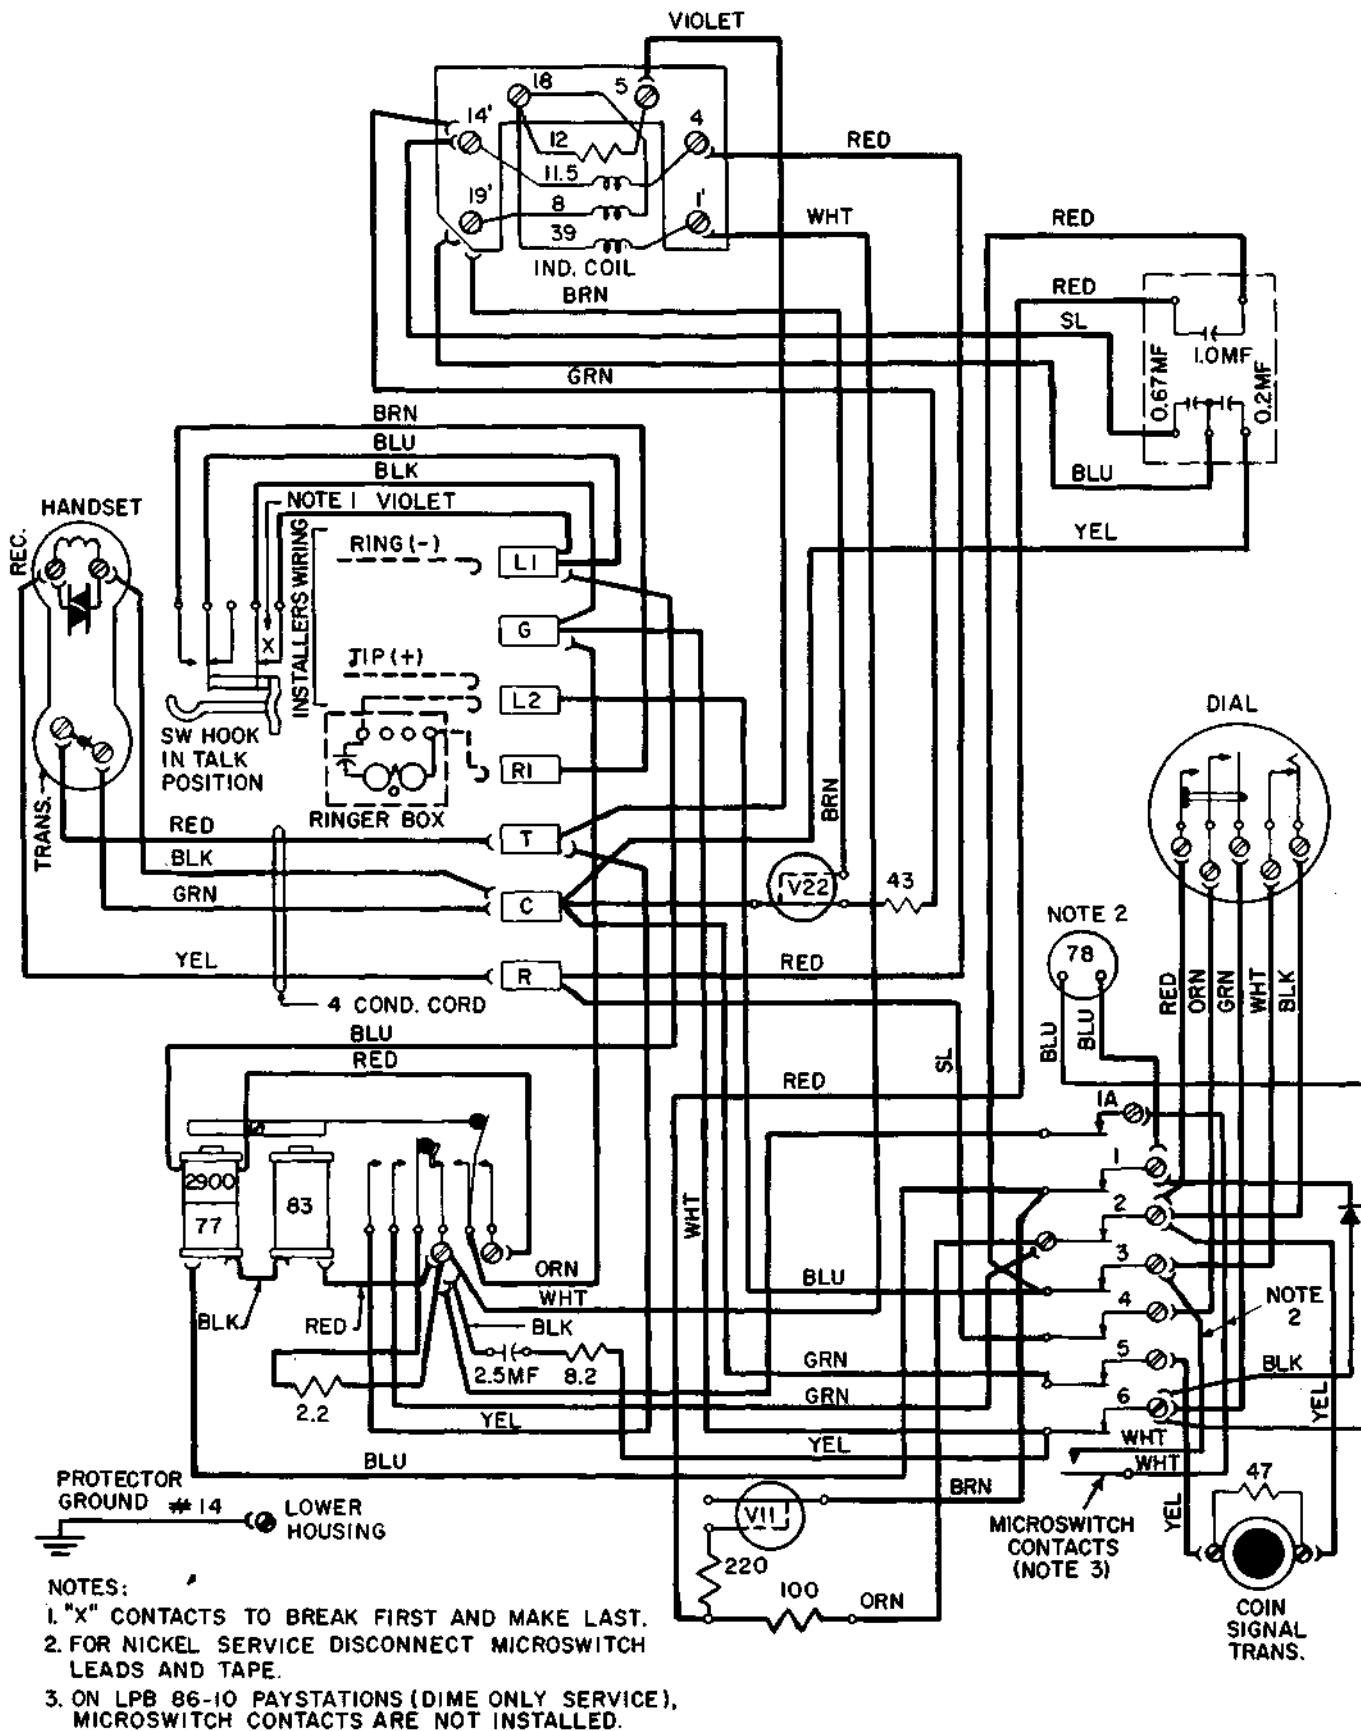 VIOLET
18
5
14'
4
12
RED
11.5
19'
8
1'
WHT
39
RED
IND. COIL
BRN
RED
SL
1.0MF
0.67MF
0.2MF
GRN
BRN
BLU
BLK
BLU
NOTE 1 VIOLET
HANDSET
YEL
REC.
INSTALLERS WIRING
RING (-)
L1
X
G
TIP (+)
L2
DIAL
SW HOOK
IN TALK
POSITION
R1
BRN
TRANS.
RINGER BOX
RED
T
BLK
V22
43
GRN
C
NOTE 2
78
YEL
R
RED
4 COND. CORD
RED
ORN
GRN
WHT
BLK
BLU
BLU
BLU
RED
SL
RED
1A
1
2900
77
83
WHT
2
3
ORN
BLU
WHT
4
NOTE
2
BLK
RED
BLK
5
GRN
BLK
2.5MF
8.2
2.2
GRN
6
YEL
YEL
WHT
YEL
BLU
WHT
PROTECTOR
GROUND
#14
LOWER
HOUSING
BRN
47
YEL
V11
MICROSWITCH
CONTACTS
(NOTE 3)
220
100
ORN
COIN
SIGNAL
TRANS.
NOTES:
1. "X" CONTACTS TO BREAK FIRST AND MAKE LAST.
2. FOR NICKEL SERVICE DISCONNECT MICROSWITCH
LEADS AND TAPE.
3. ON LPB 86-10 PAYSTATIONS (DIME ONLY SERVICE),
MICROSWITCH CONTACTS ARE NOT INSTALLED.